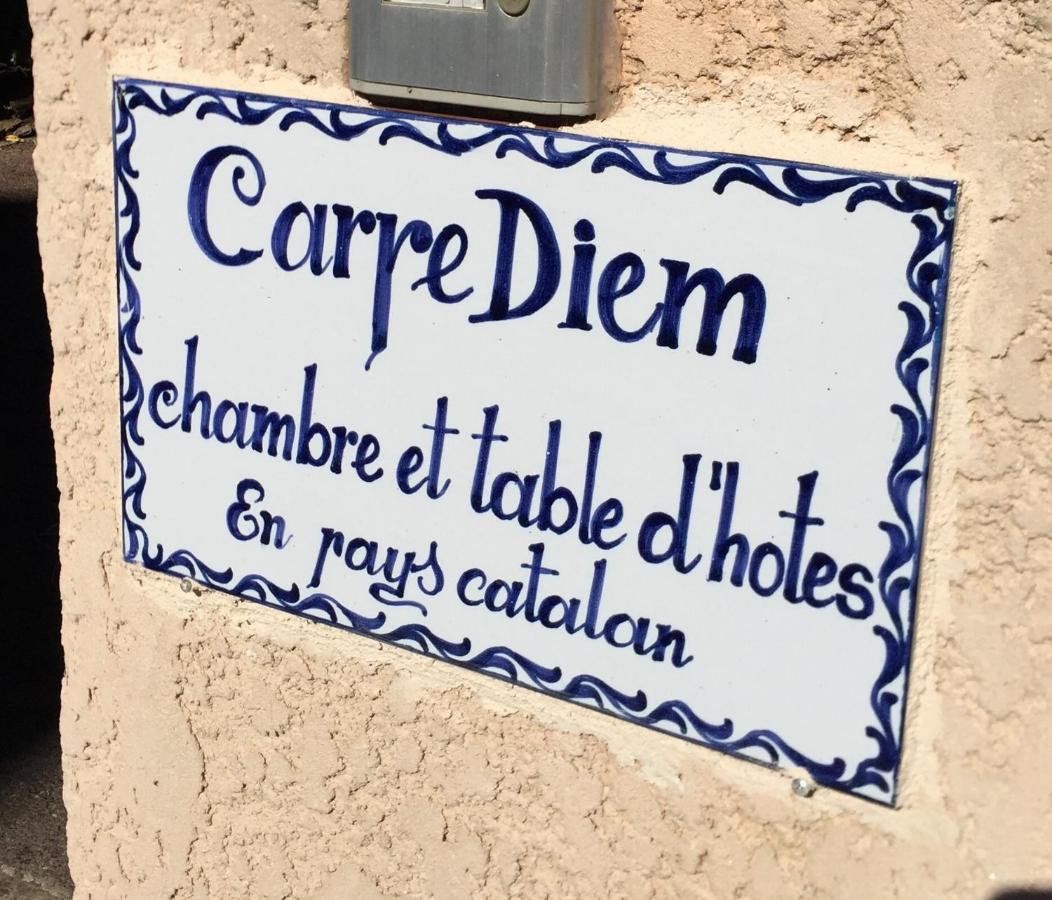 Carpe Diem
chambre et table d'hotes
En pays catalan